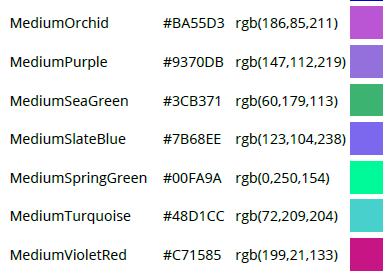 MediumOrchid #BA55D3 rgb(186,85,211)
MediumPurple #9370DB rgb(147,112,219)
MediumSeaGreen #3CB371 rgb(60,179,113)
MediumSlateBlue #7B68EE rgb(123,104,238)
MediumSpringGreen #00FA9A rgb(0,250,154)
MediumTurquoise #48D1CC rgb(72,209,204)
MediumVioletRed #C71585 rgb(199,21,133)